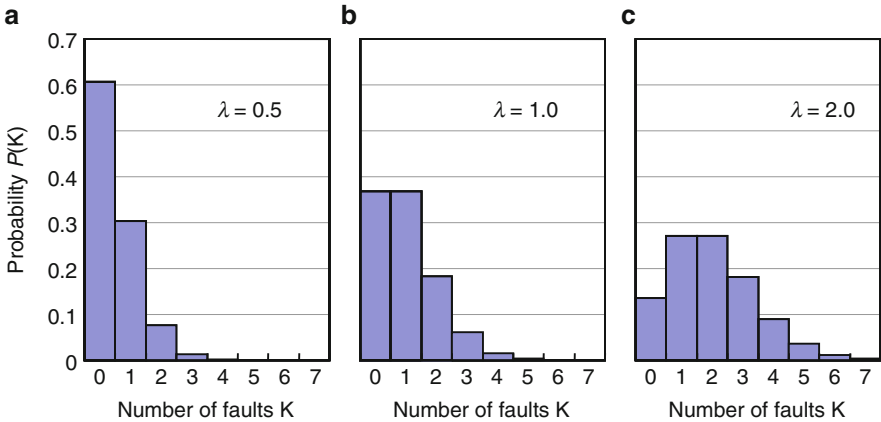 a
b
c
Probability P(K)
0.7
0.6
0.5
0.4
0.3
0.2
0.1
0
λ = 0.5
λ = 1.0
λ = 2.0
0 1 2 3 4 5 6 7
0 1 2 3 4 5 6 7
0 1 2 3 4 5 6 7
Number of faults K
Number of faults K
Number of faults K